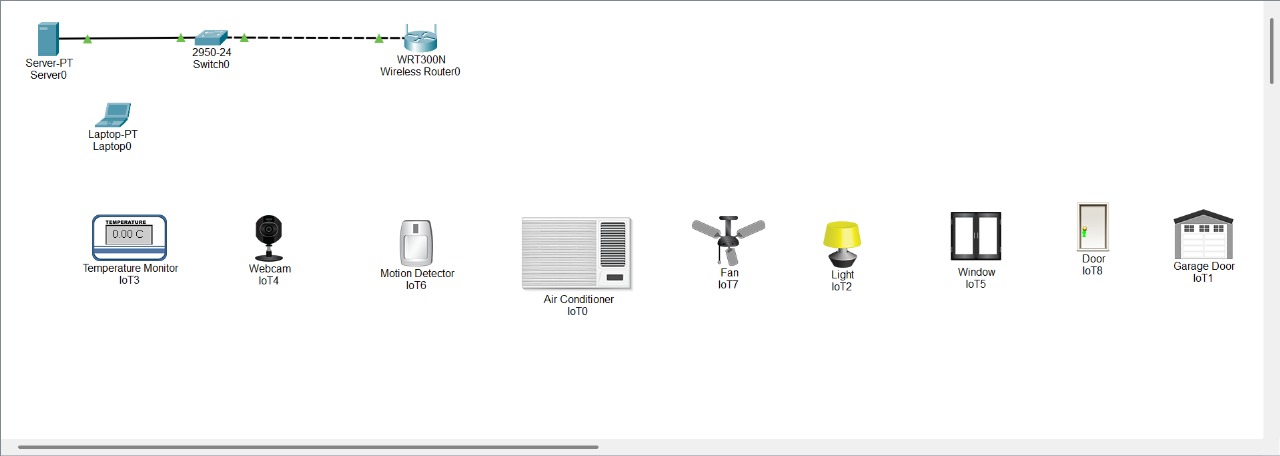 Server-PT
Server0
2950-24
Switch0
WRT300N
Wireless Router0
Laptop-PT
Laptop0
TEMPERATURE
0.00 C
Temperature Monitor
IoT3
Webcam
IoT4
Motion Detector
IoT6
Air Conditioner
IoT0
Fan
IoT7
Light
IoT2
Window
IoT5
Door
IoT8
Garage Door
IoT1